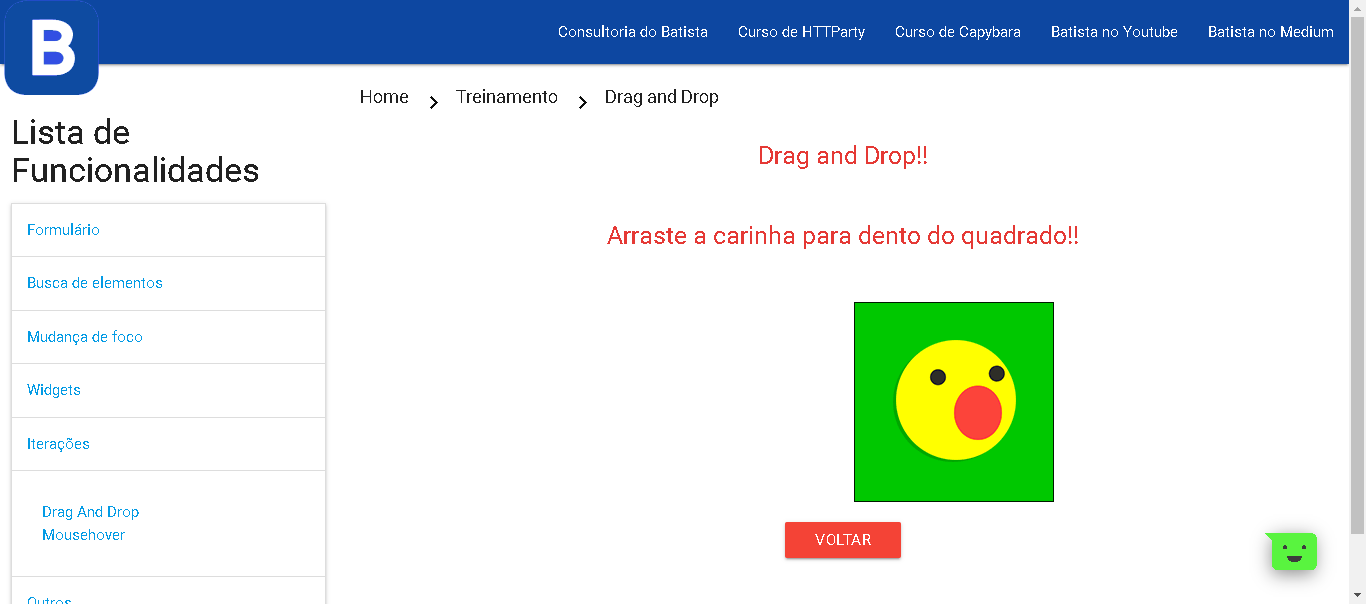 B
Consultoria do Batista Curso de HTTParty Curso de Capybara Batista no Youtube Batista no Medium
Home Treinamento Drag and Drop
Lista de
Funcionalidades
Formulário
Busca de elementos
Mudança de foco
Widgets
Iterações
Drag And Drop
Mousehover
Outros
Drag and Drop!!
Arraste a carinha para dento do quadrado!!
VOLTAR